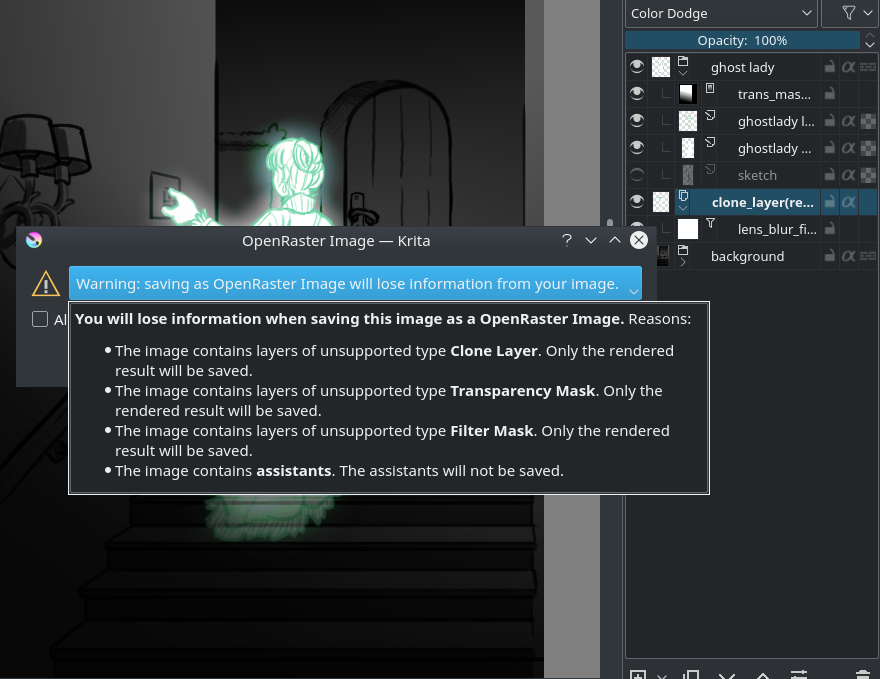 Color Dodge
Opacity: 100%
ghost lady
trans_mas...
ghostlady l...
ghostlady ...
sketch
clone_layer(re...
lens_blur_fi...
background
OpenRaster Image — Krita
?
Warning: saving as OpenRaster Image will lose information from your image.
Al
You will lose information when saving this image as a OpenRaster Image. Reasons:
The image contains layers of unsupported type Clone Layer. Only the rendered
result will be saved.
The image contains layers of unsupported type Transparency Mask. Only the
rendered result will be saved.
The image contains layers of unsupported type Filter Mask. Only the rendered
result will be saved.
The image contains assistants. The assistants will not be saved.